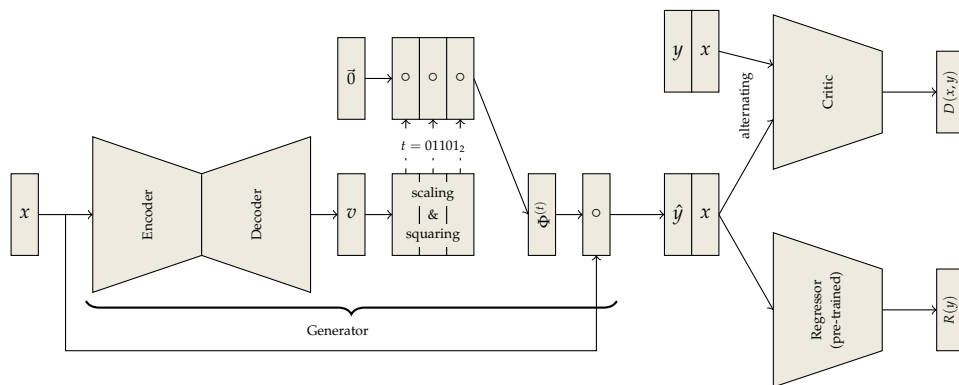 x
Encoder
Decoder
v
0⃗
∘ ∘ ∘
t = 01101₂
scaling
&
squaring
Φ⁽ᵗ⁾
∘
ŷ x
y x
alternating
Critic
D(x, y)
Regressor
(pre-trained)
R(y)
Generator